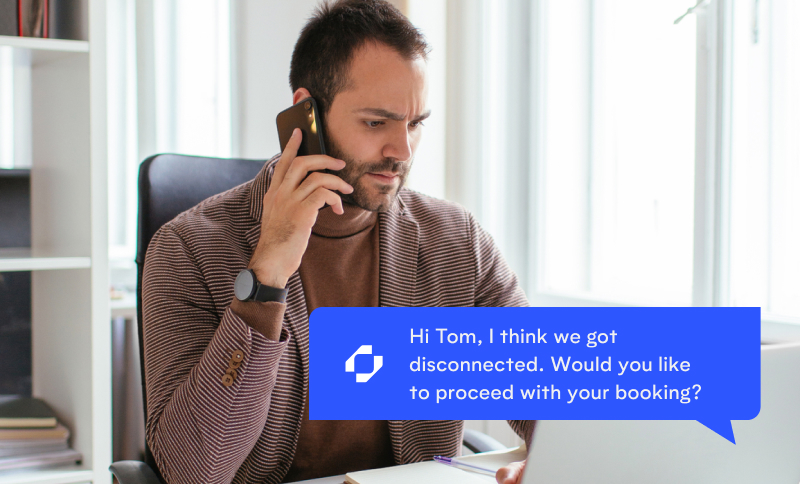 Hi Tom, I think we got
disconnected. Would you like
to proceed with your booking?